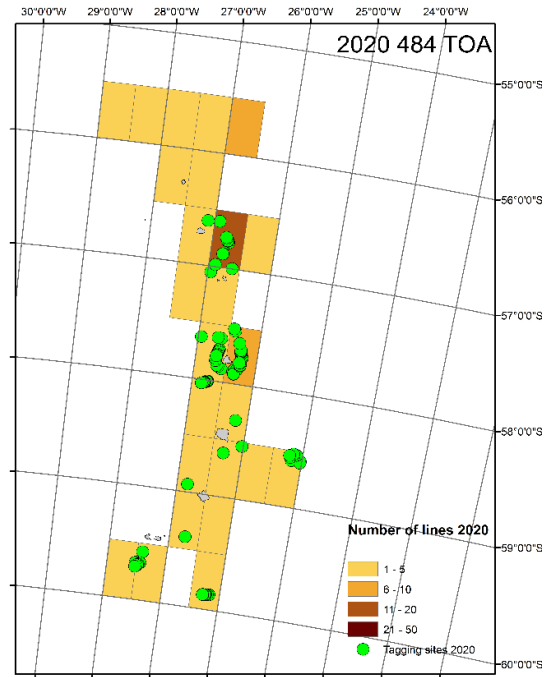 30°0'0"W 29°0'0"W 28°0'0"W 27°0'0"W 26°0'0"W 25°0'0"W 24°0'0"W
2020 484 TOA
55°0'0"S
56°0'0"S
57°0'0"S
58°0'0"S
59°0'0"S
60°0'0"S
Number of lines 2020
1 - 5
6 - 10
11 - 20
21 - 50
Tagging sites 2020